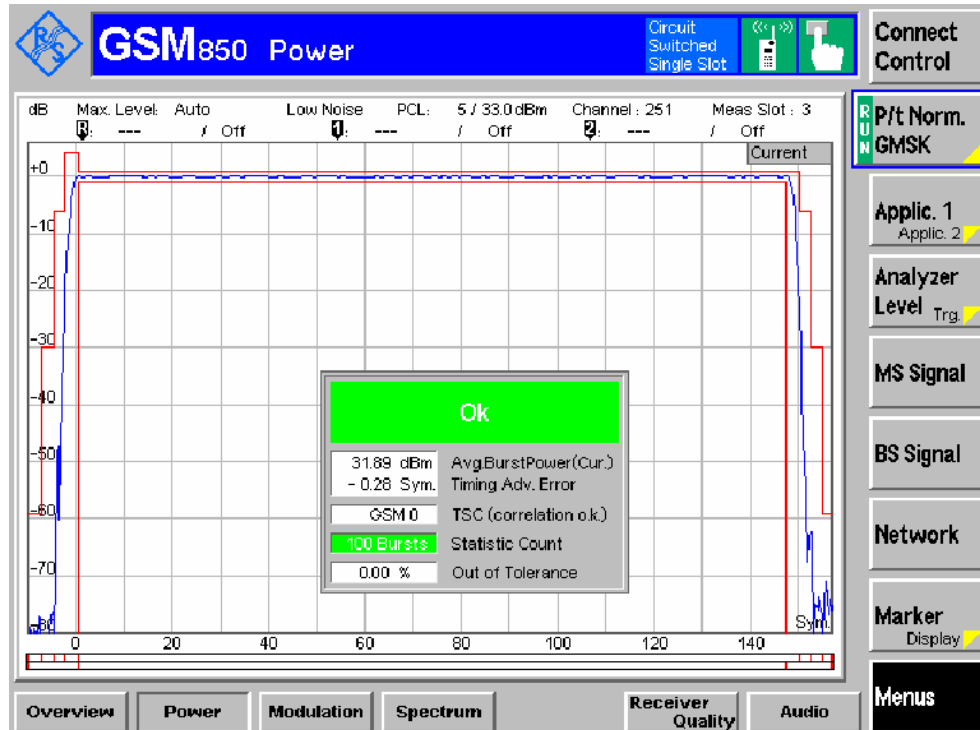 R&S
GSM850 Power
Circuit Switched Single Slot
Connect Control
dB Max. Level: Auto Low Noise PCL: 5 / 33.0 dBm Channel : 251 Meas Slot : 3
R: --- / Off 1: --- / Off 2: --- / Off
RUN
P/t Norm. GMSK
Current
+0
-10
-20
-30
-40
-50
-60
-70
-80
Ok
31.89 dBm Avg.BurstPower(Cur.)
- 0.28 Sym. Timing Adv. Error
GSM 0 TSC (correlation o.k.)
100 Bursts Statistic Count
0.00 % Out of Tolerance
Sym.
0 20 40 60 80 100 120 140
Applic. 1
Applic. 2
Analyzer Level Trg.
MS Signal
BS Signal
Network
Marker
Display
Menus
Overview Power Modulation Spectrum Receiver Quality Audio